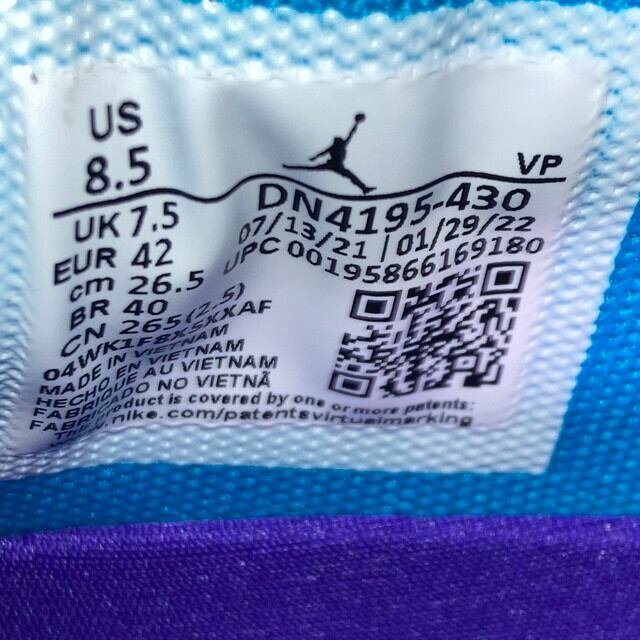 US
8.5
VP
UK 7.5
EUR 42
cm 26.5
BR 40
CN 265(2.5)
DN4195-430
07/13/21 | 01/29/22
UPC 00195866169180
MADE IN VIETNAM
HECHO EN VIETNAM
FABRIQUE AU VIETNAM
FABRICADO NO VIETNÃ
product is covered by one or more patents:
.nike.com/patentsvirtualmarking